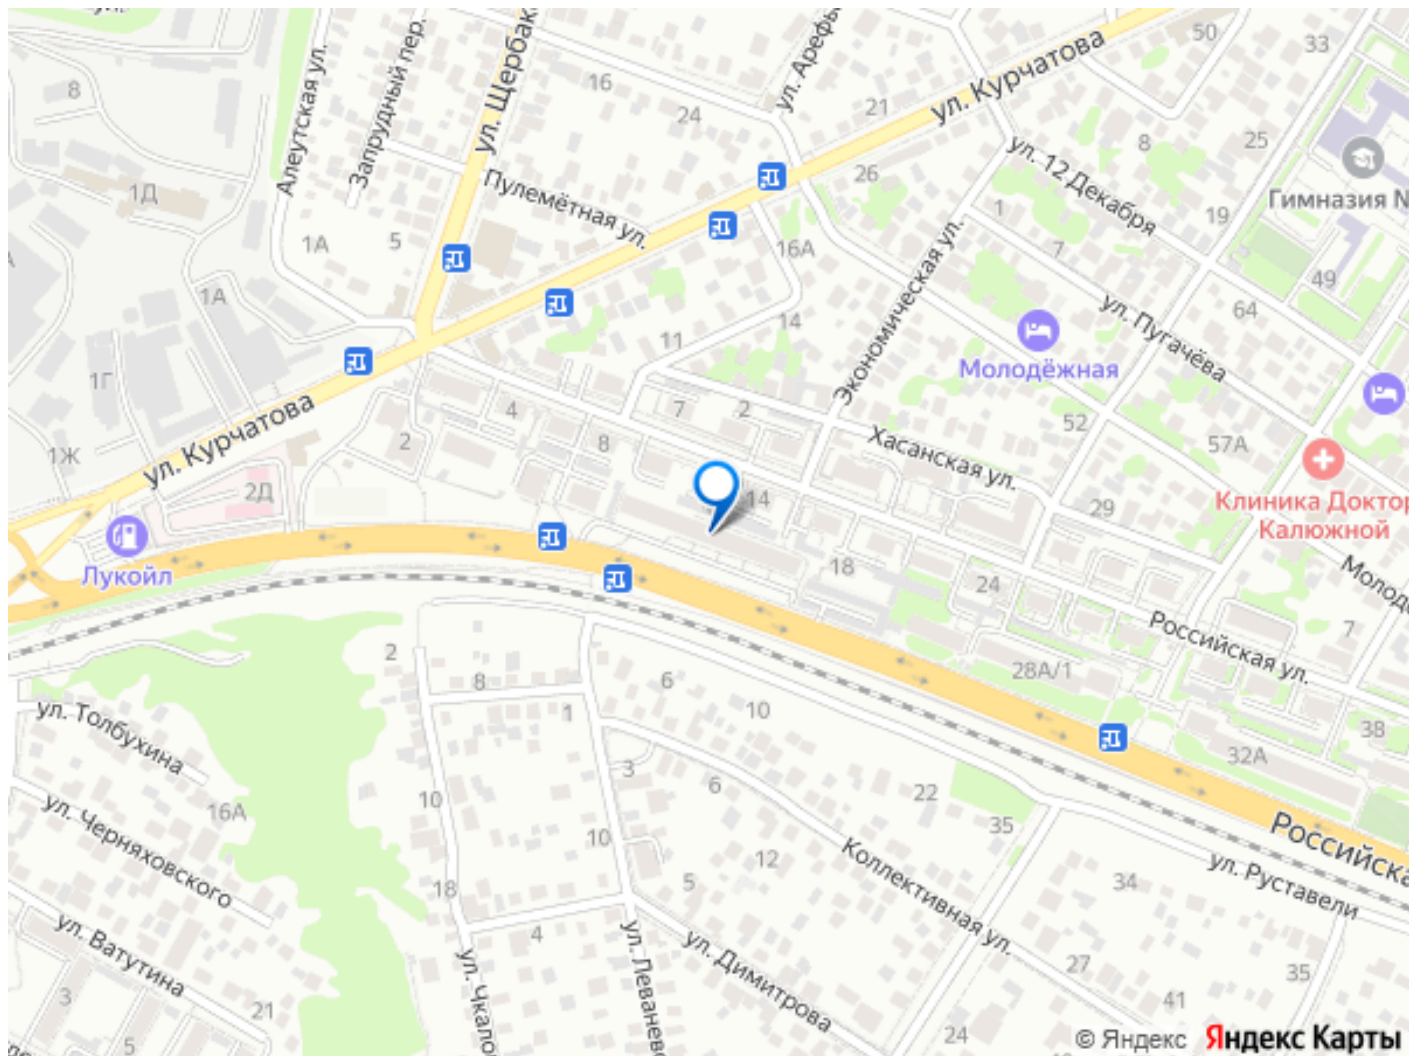 8
Алеутская ул.
Запрудный пер.
ул. Щербак
16
24
ул. Арефь
21
ул. Курчатова
50
33
25
8
26
ул. 12 Декабря
Гимназия №
1Д
Пулемётная ул.
1А
5
16А
1
7
19
49
1А
Экономическая ул.
64
ул. Пугачёва
14
11
Молодёжная
1Г
4
7
2
52
57А
ул. Курчатова
2
8
Хасанская ул.
1Ж
2Д
14
29
Клиника Доктор
Калюжной
Лукойл
18
24
Молодё
Российская ул.
7
2
8
6
28А/1
10
1
38
ул. Толбухина
32А
3
6
22
16А
10
35
ул. Черняховского
10
12
Коллективная ул.
Российска
ул. Руставели
18
5
34
ул. Ватутина
4
ул. Чкало
ул. Леванев
ул. Димитрова
27
35
3
21
41
24
5
© Яндекс Яндекс Карты